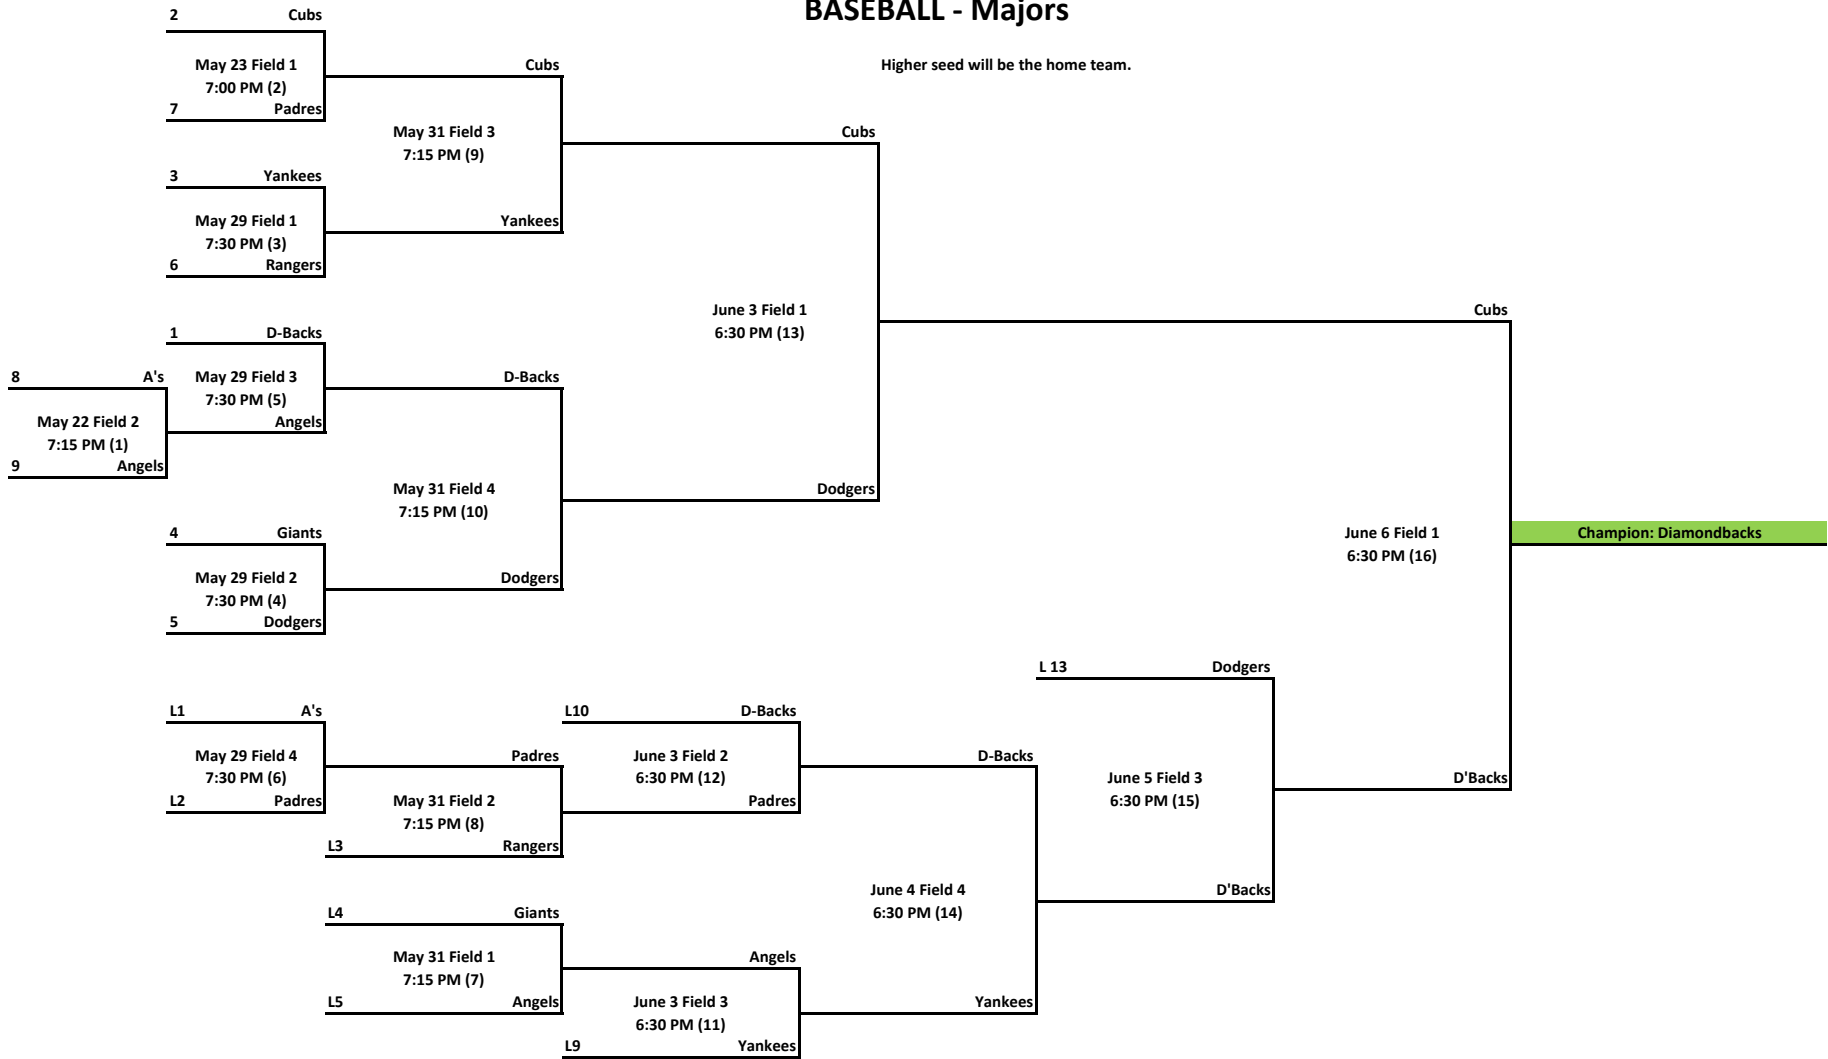 BASEBALL - Majors
Higher seed will be the home team.
2 Cubs
May 23 Field 1
7:00 PM (2)
7 Padres
Cubs
May 31 Field 3
7:15 PM (9)
Yankees
3 Yankees
May 29 Field 1
7:30 PM (3)
6 Rangers
Cubs
June 3 Field 1
6:30 PM (13)
Dodgers
1 D-Backs
May 29 Field 3
7:30 PM (5)
Angels
8 A's
May 22 Field 2
7:15 PM (1)
9 Angels
D-Backs
May 31 Field 4
7:15 PM (10)
Dodgers
4 Giants
May 29 Field 2
7:30 PM (4)
5 Dodgers
Cubs
June 6 Field 1
6:30 PM (16)
D'Backs
Champion: Diamondbacks
L 13 Dodgers
June 5 Field 3
6:30 PM (15)
D'Backs
L1 A's
May 29 Field 4
7:30 PM (6)
L2 Padres
Padres
May 31 Field 2
7:15 PM (8)
L3 Rangers
L10 D-Backs
June 3 Field 2
6:30 PM (12)
Padres
D-Backs
June 4 Field 4
6:30 PM (14)
Yankees
L4 Giants
May 31 Field 1
7:15 PM (7)
L5 Angels
Angels
June 3 Field 3
6:30 PM (11)
L9 Yankees